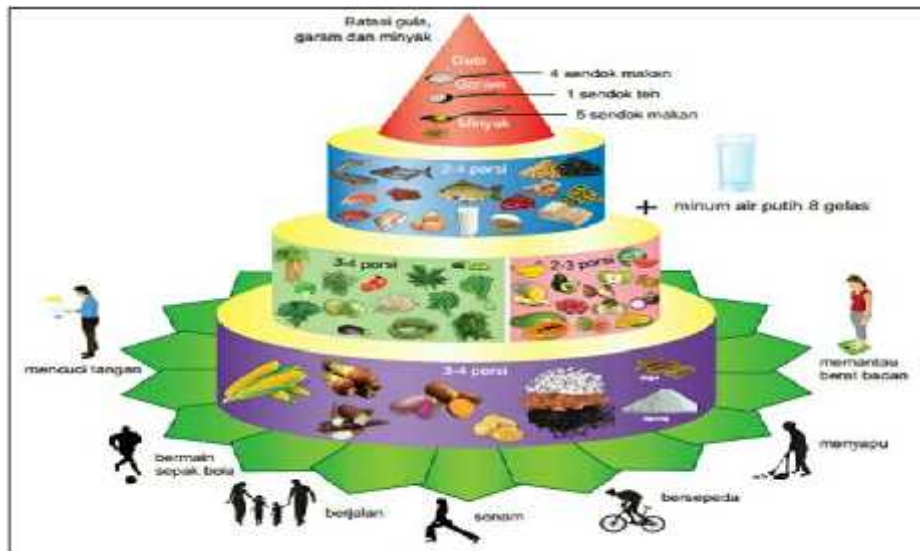 Batasi gula,
garam dan minyak
Gula
Garam
Minyak
4 sendok makan
1 sendok teh
5 sendok makan
2-4 porsi
+ minum air putih 8 gelas
3-4 porsi
2-3 porsi
mencuci tangan
3-4 porsi
memantau
berat badan
bermain
sepak bola
berjalan
senam
bersepeda
menyapu